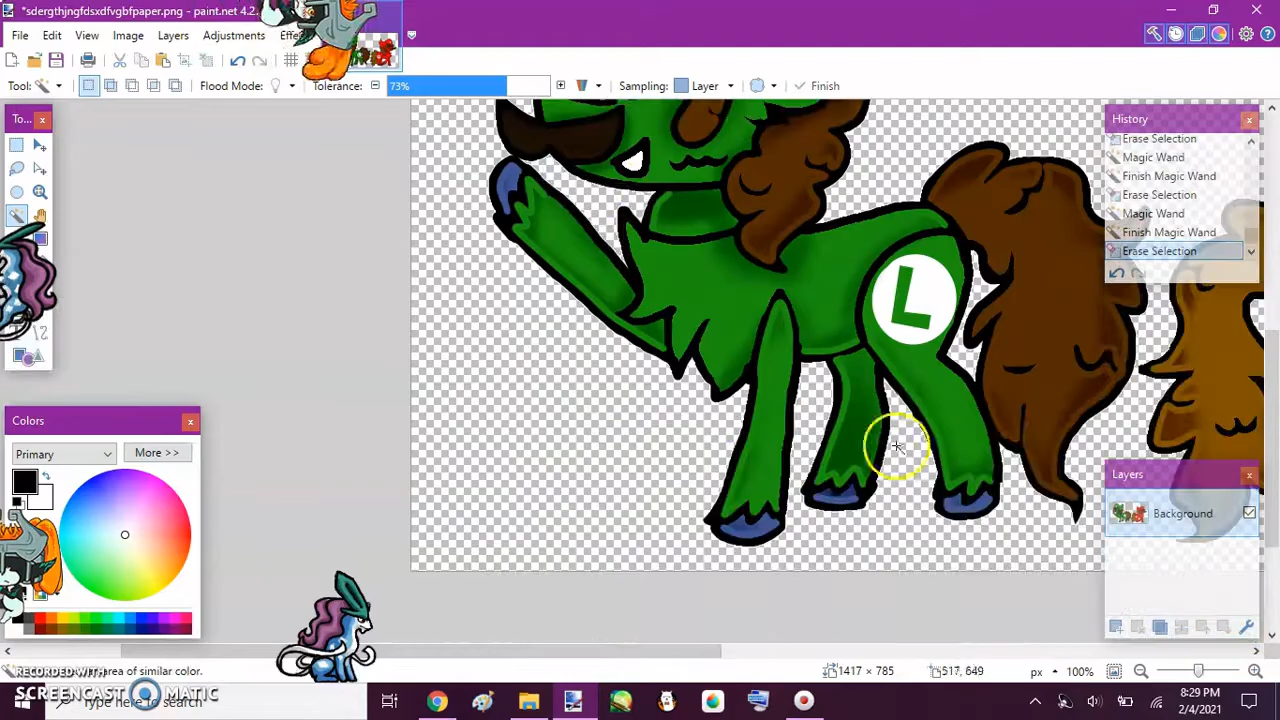 *sdergthjngfdsxdfvgbfpaper.png - paint.net 4.2.
File Edit View Image Layers Adjustments
Tool: Flood Mode: Tolerance: 73% Sampling: Layer Finish
To...
History
Erase Selection
Magic Wand
Finish Magic Wand
Erase Selection
Magic Wand
Finish Magic Wand
Erase Selection
L
Colors
Primary More >>
Layers
Background
area of similar color. 1417 × 785 517, 649 px 100%
RECORDED WITH
SCREENCAST MATIC
Type here to search
8:29 PM
2/4/2021